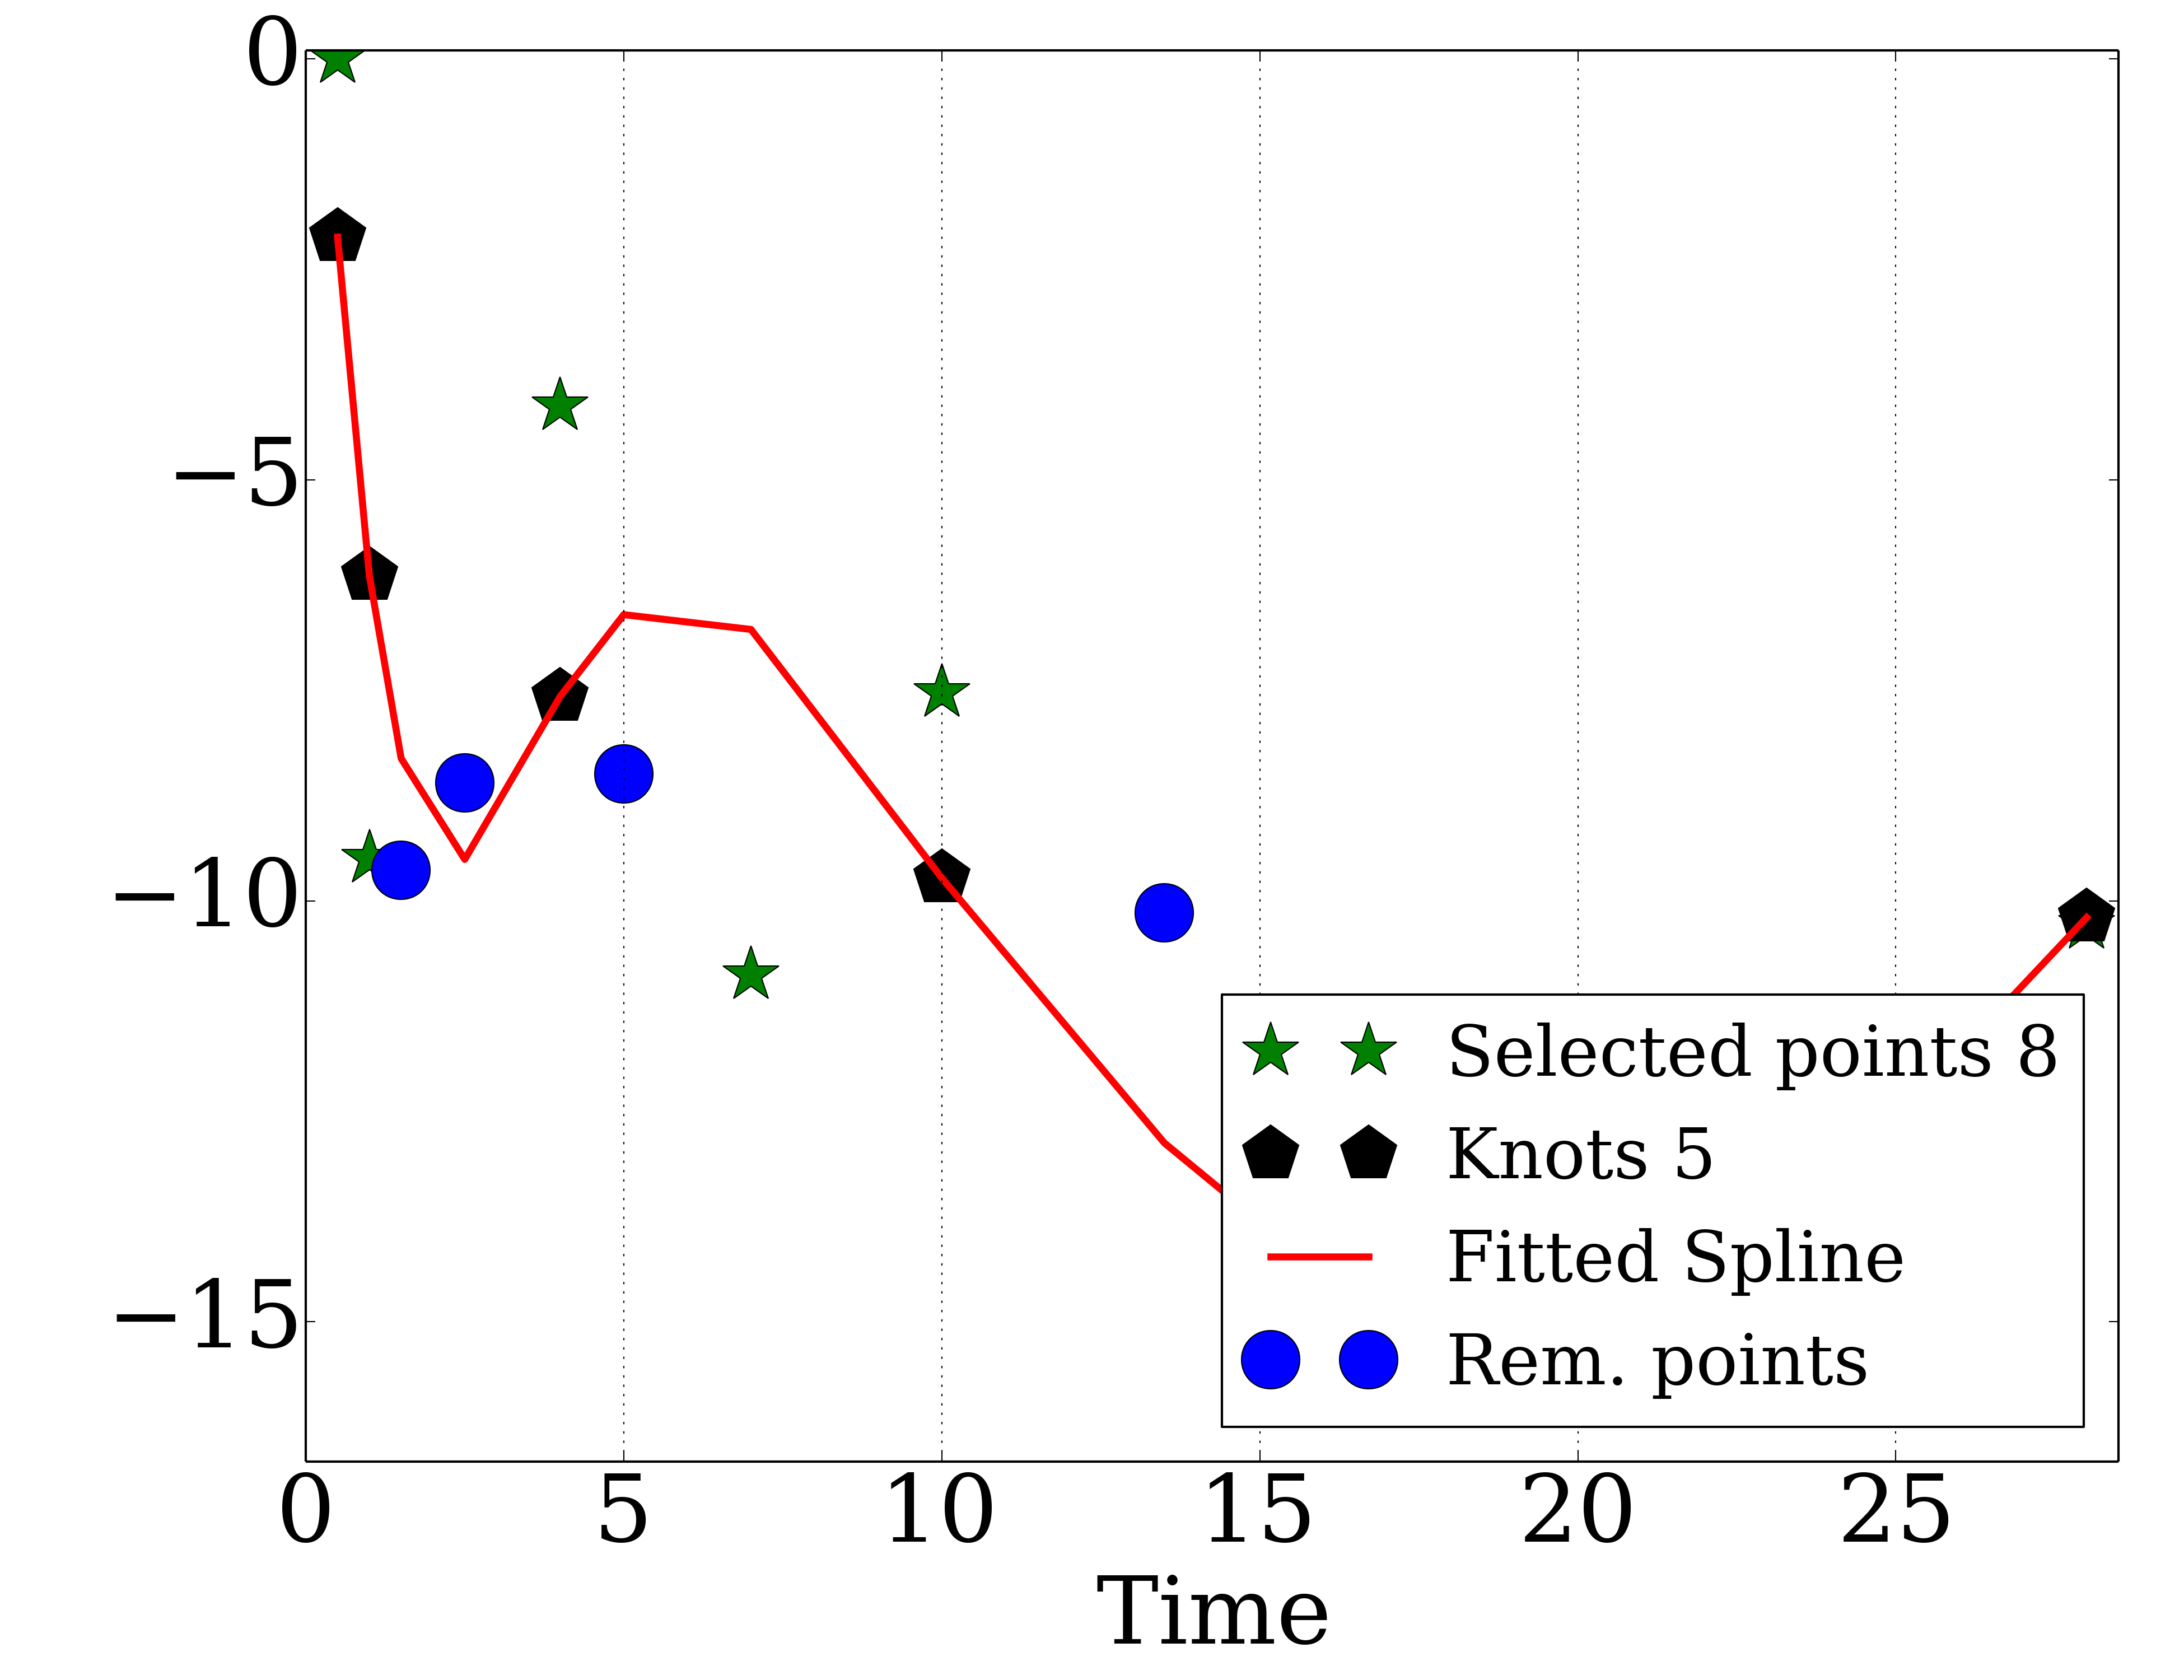 0
−5
−10
−15
Selected points 8
Knots 5
Fitted Spline
Rem. points
0 5 10 15 20 25
Time